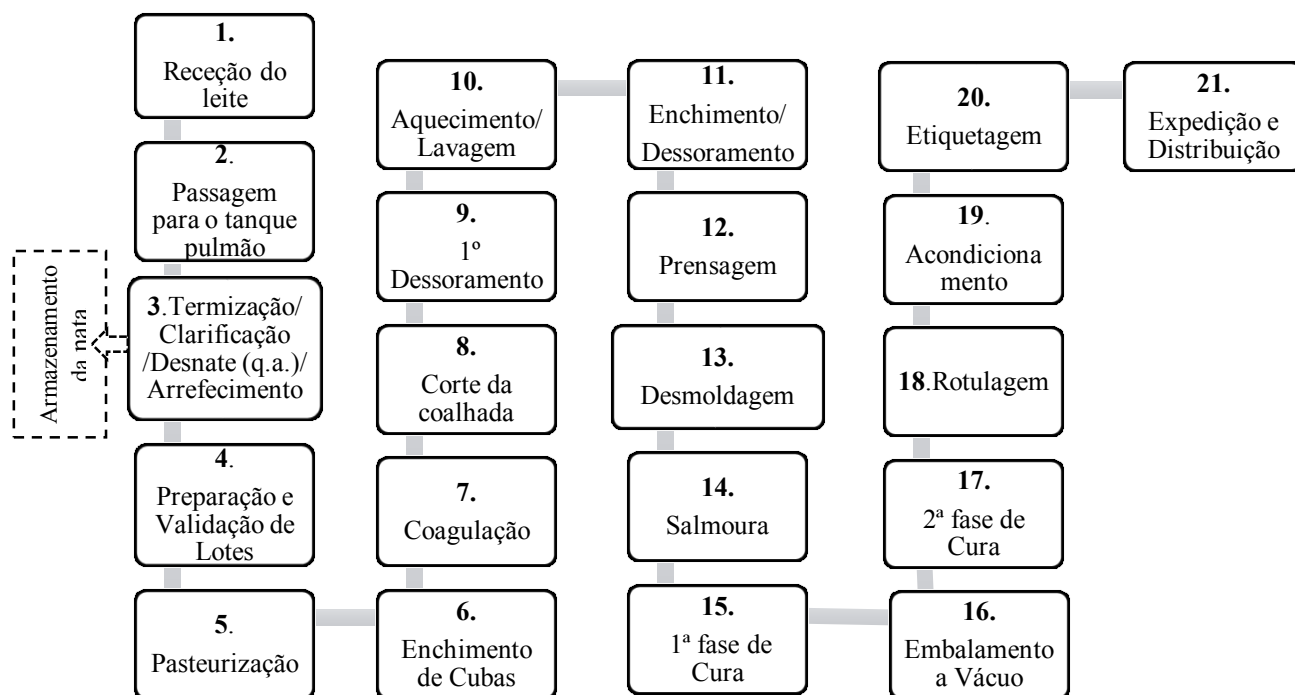 1.
Receção do
leite
2.
Passagem
para o tanque
pulmão
3.Termização/
Clarificação
/Desnate (q.a.)/
Arrefecimento
Armazenamento
da nata
4.
Preparação e
Validação de
Lotes
5.
Pasteurização
6.
Enchimento
de Cubas
7.
Coagulação
8.
Corte da
coalhada
9.
1º
Dessoramento
10.
Aquecimento/
Lavagem
11.
Enchimento/
Dessoramento
12.
Prensagem
13.
Desmoldagem
14.
Salmoura
15.
1ª fase de
Cura
16.
Embalamento
a Vácuo
17.
2ª fase de
Cura
18.Rotulagem
19.
Acondiciona
mento
20.
Etiquetagem
21.
Expedição e
Distribuição